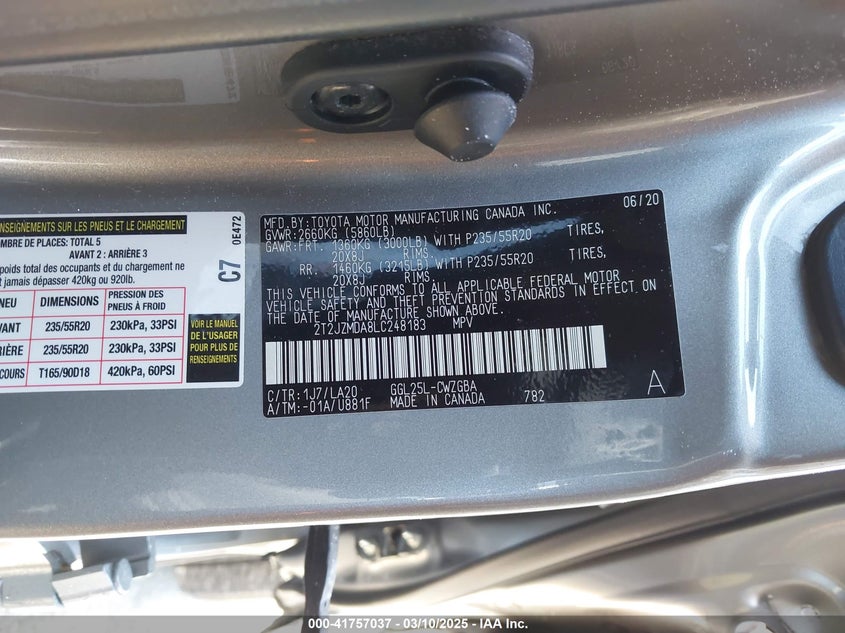 ENSEIGNEMENTS SUR LES PNEUS ET LE CHARGEMENT
OMBRE DE PLACES: TOTAL 5
AVANT 2 : ARRIÈRE 3
poids total des occupants et du chargement ne
t jamais dépasser 420kg ou 920lb.
NEU DIMENSIONS PRESSION DES PNEUS À FROID
VANT 235/55R20 230kPa, 33PSI
RIÈRE 235/55R20 230kPa, 33PSI
COURS T165/90D18 420kPa, 60PSI
VOIR LE MANUEL
DE L'USAGER
POUR PLUS DE
RENSEIGNEMENTS
C7 0E472
MFD.BY:TOYOTA MOTOR MANUFACTURING CANADA INC. 06/20
GVWR:2660KG (5860LB)
GAWR:FRT. 1360KG (3000LB) WITH P235/55R20 TIRES,
20X8J RIMS
RR. 1460KG (3215LB) WITH P235/55R20 TIRES,
20X8J RIMS
THIS VEHICLE CONFORMS TO ALL APPLICABLE FEDERAL MOTOR
VEHICLE SAFETY AND THEFT PREVENTION STANDARDS IN EFFECT ON
THE DATE OF MANUFACTURE SHOWN ABOVE.
2T2JZMDA8LC248183 MPV
C/TR:1J7/LA20 GGL25L-CWZGBA
A/TM:-01A/U881F MADE IN CANADA 782 A
000-41757037 - 03/10/2025 - IAA Inc.